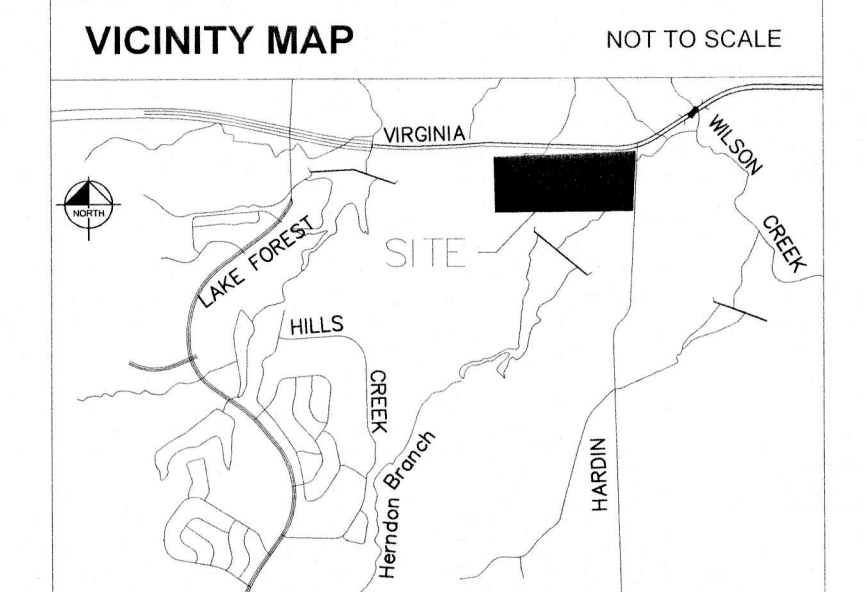 VICINITY MAP
NOT TO SCALE
VIRGINIA
WILSON
CREEK
NORTH
LAKE FOREST
SITE
HILLS
CREEK
Herndon Branch
HARDIN